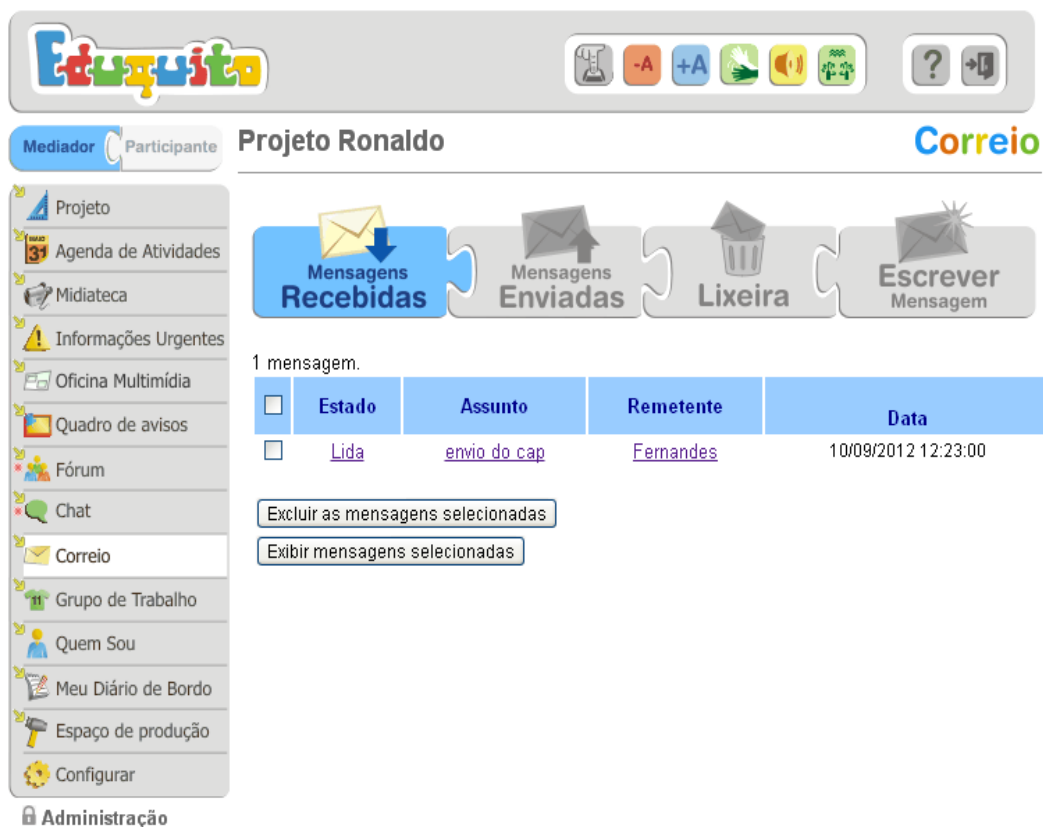 Eduquito
-A +A ?
Mediador Participante
Projeto Ronaldo
Correio
Projeto
MAIO
31
Agenda de Atividades
Midiateca
Informações Urgentes
Oficina Multimídia
Quadro de avisos
Fórum
Chat
Correio
11
Grupo de Trabalho
Quem Sou
Meu Diário de Bordo
Espaço de produção
Configurar
Administração
Mensagens
Recebidas
Mensagens
Enviadas
Lixeira
Escrever
Mensagem
1 mensagem.
Estado Assunto Remetente Data
Lida envio do cap Fernandes 10/09/2012 12:23:00
Excluir as mensagens selecionadas
Exibir mensagens selecionadas